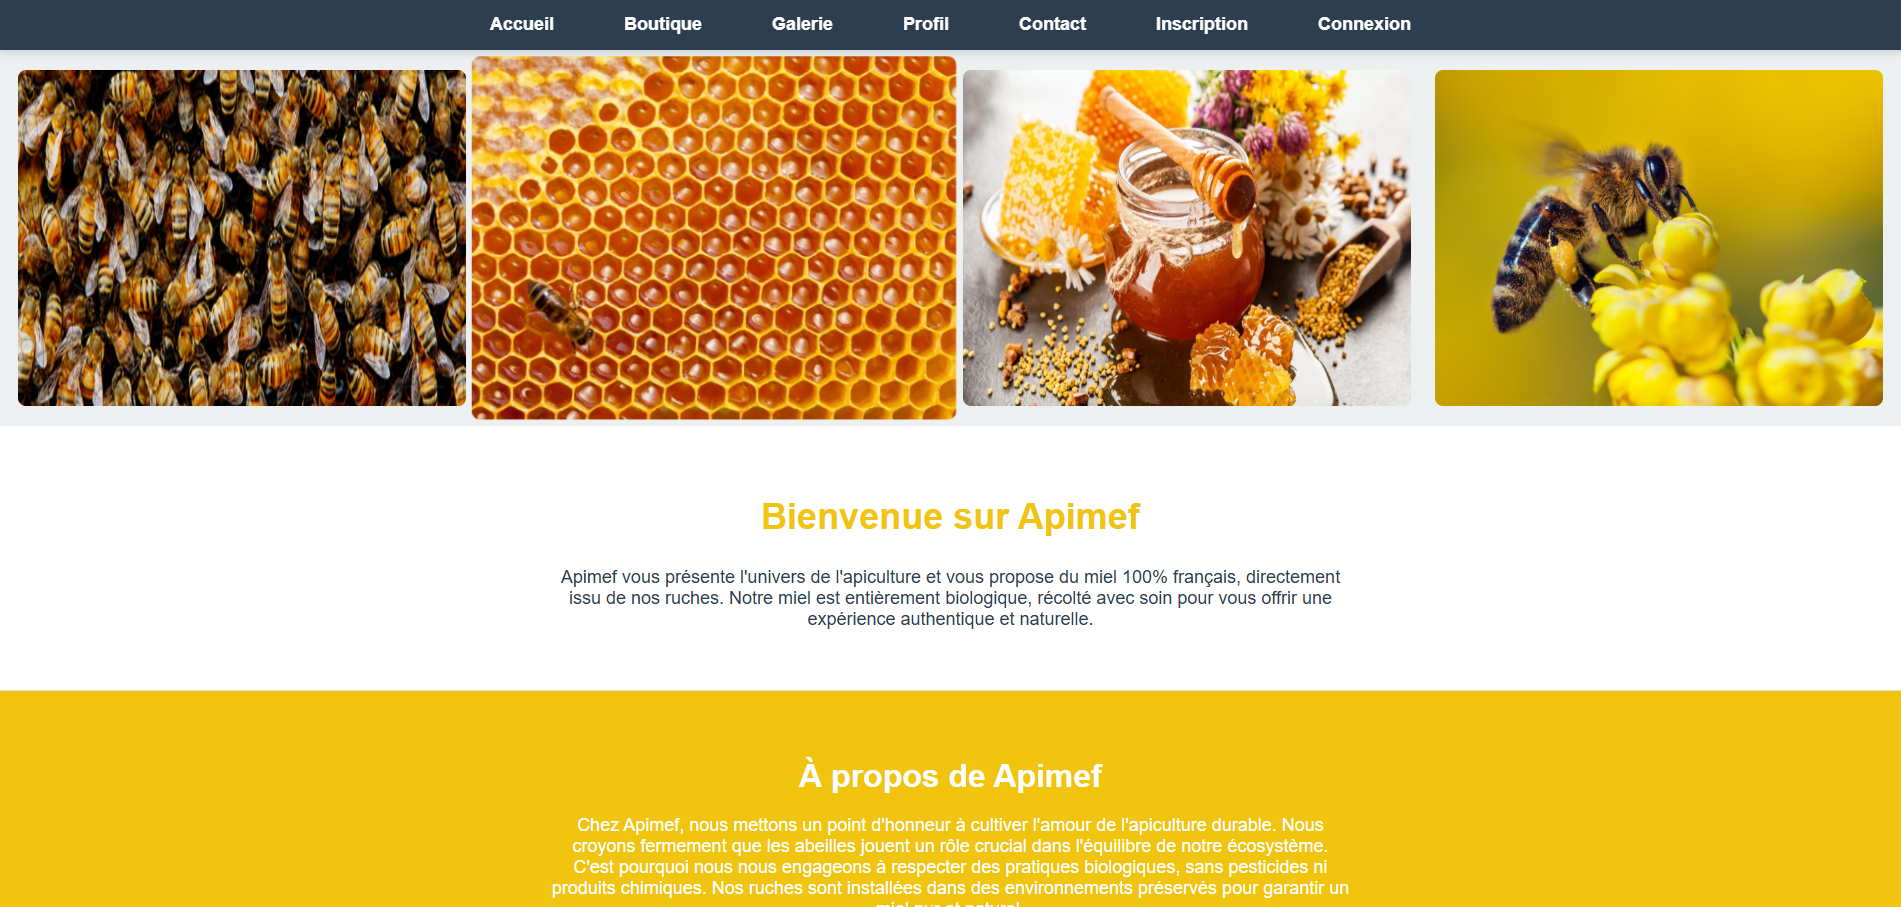 Accueil Boutique Galerie Profil Contact Inscription Connexion
Bienvenue sur Apimef
Apimef vous présente l'univers de l'apiculture et vous propose du miel 100% français, directement
issu de nos ruches. Notre miel est entièrement biologique, récolté avec soin pour vous offrir une
expérience authentique et naturelle.
À propos de Apimef
Chez Apimef, nous mettons un point d'honneur à cultiver l'amour de l'apiculture durable. Nous
croyons fermement que les abeilles jouent un rôle crucial dans l'équilibre de notre écosystème.
C'est pourquoi nous nous engageons à respecter des pratiques biologiques, sans pesticides ni
produits chimiques. Nos ruches sont installées dans des environnements préservés pour garantir un